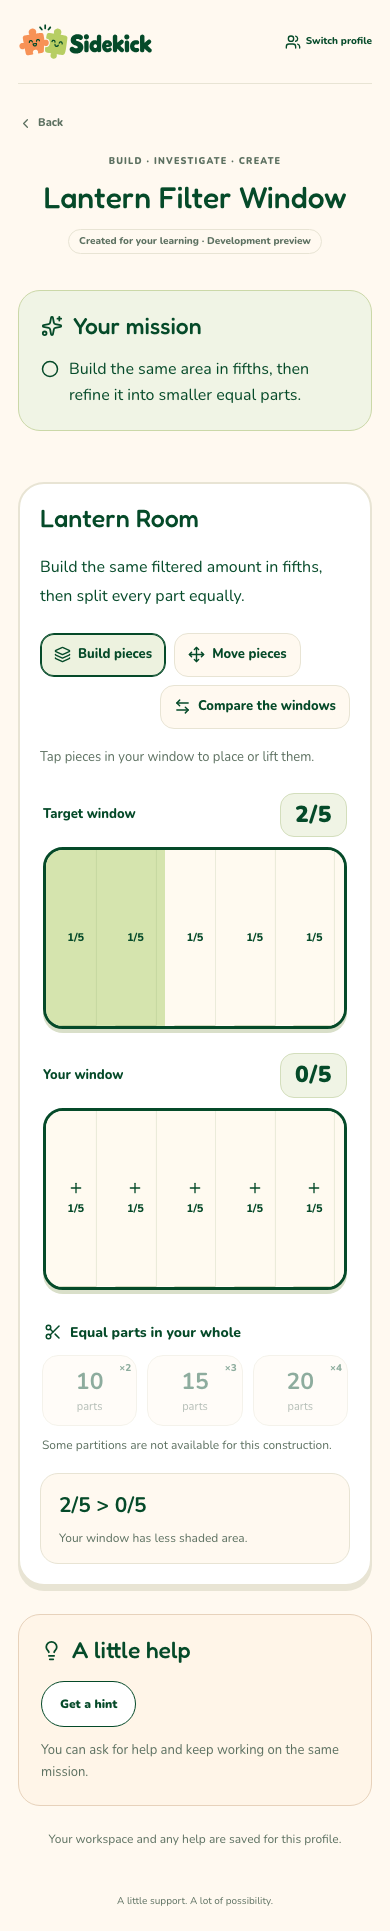 Sidekick
Switch profile
Back
BUILD · INVESTIGATE · CREATE
Lantern Filter Window
Created for your learning · Development preview
Your mission
Build the same area in fifths, then
refine it into smaller equal parts.
Lantern Room
Build the same filtered amount in fifths,
then split every part equally.
Build pieces
Move pieces
Compare the windows
Tap pieces in your window to place or lift them.
Target window
2/5
1/5 1/5 1/5 1/5 1/5
Your window
0/5
+ + + + +
1/5 1/5 1/5 1/5 1/5
Equal parts in your whole
×2 ×3 ×4
10 15 20
parts parts parts
Some partitions are not available for this construction.
2/5 > 0/5
Your window has less shaded area.
A little help
Get a hint
You can ask for help and keep working on the same
mission.
Your workspace and any help are saved for this profile.
A little support. A lot of possibility.